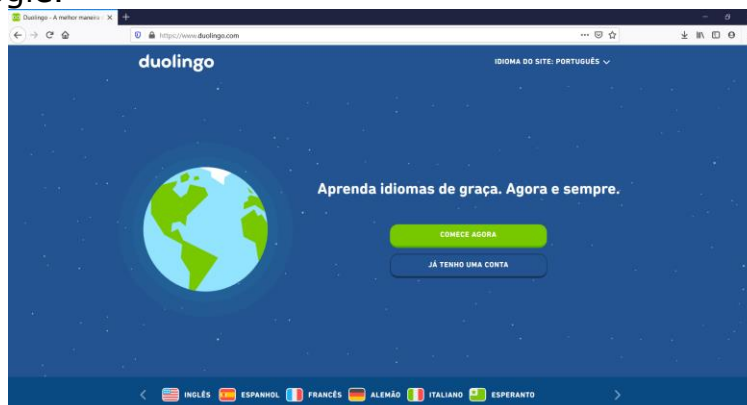 Duolingo - A melhor maneira
https://www.duolingo.com
duolingo
IDIOMA DO SITE: PORTUGUÊS
Aprenda idiomas de graça. Agora e sempre.
COMECE AGORA
JÁ TENHO UMA CONTA
INGLÊS ESPANHOL FRANCÊS ALEMÃO ITALIANO ESPERANTO